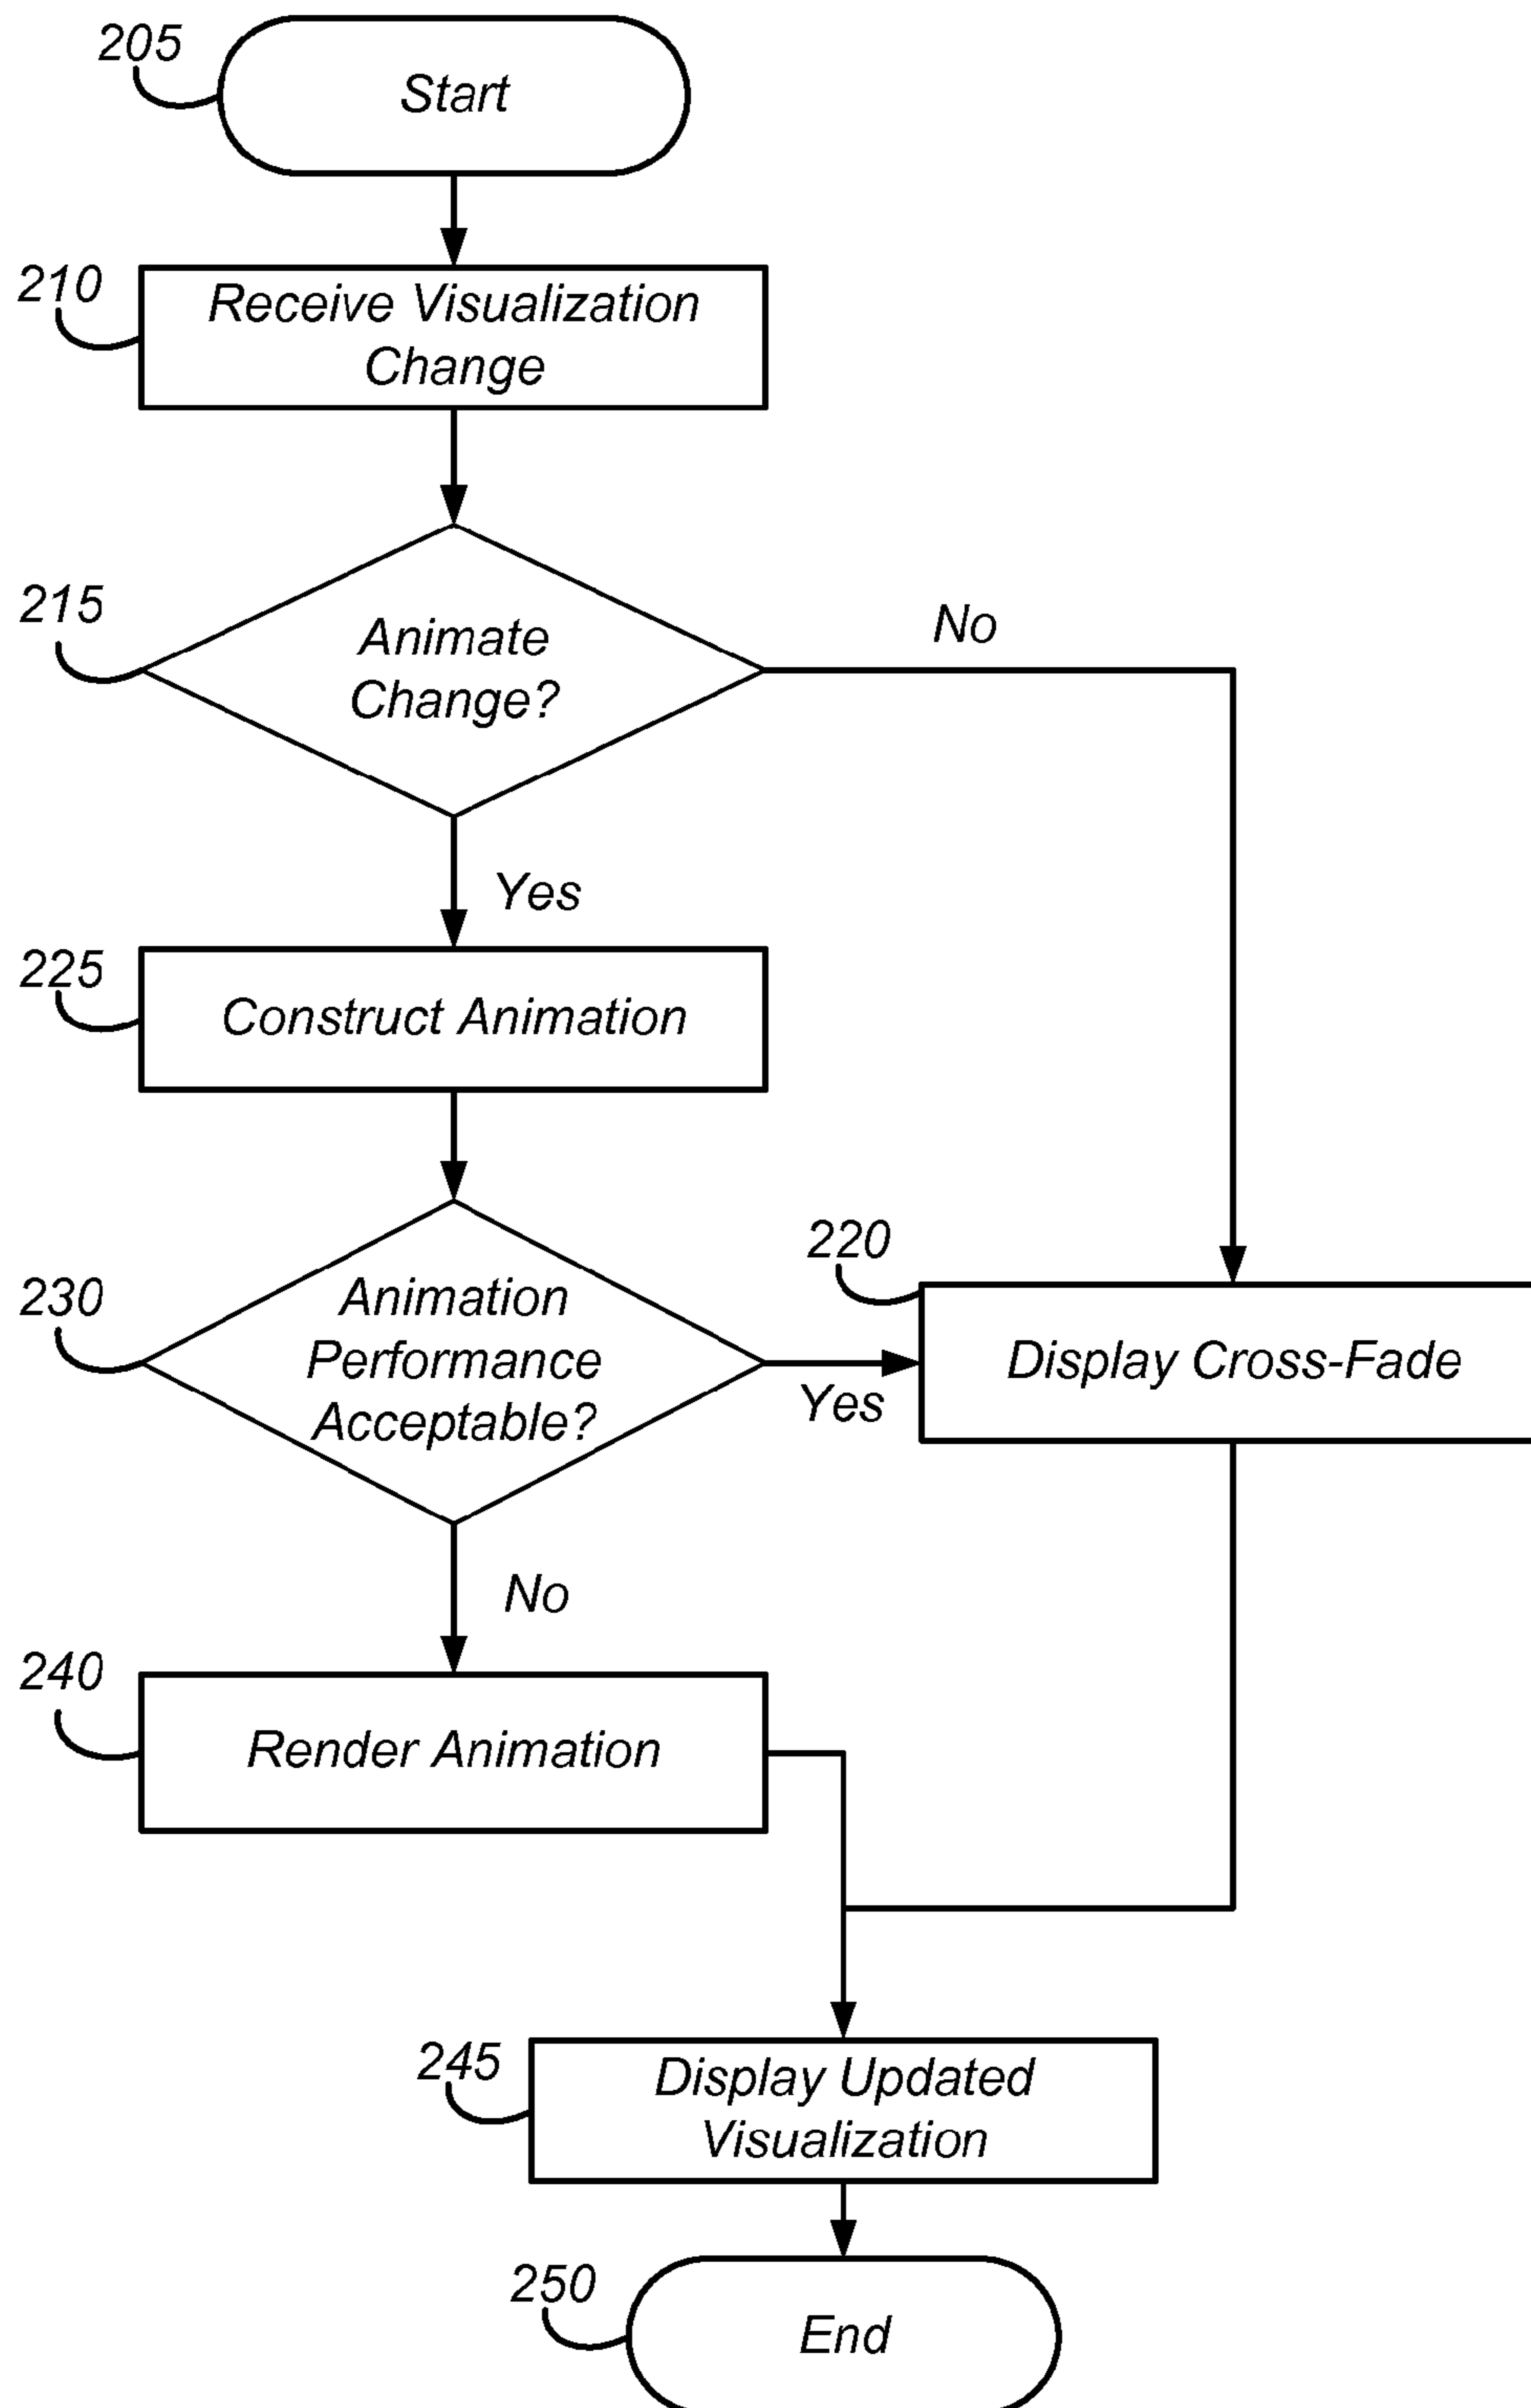 205
Start
210
Receive Visualization
Change
215
Animate
Change?
No
Yes
225
Construct Animation
220
230
Animation
Performance
Acceptable?
Yes
Display Cross-Fade
No
240
Render Animation
245
Display Updated
Visualization
250
End